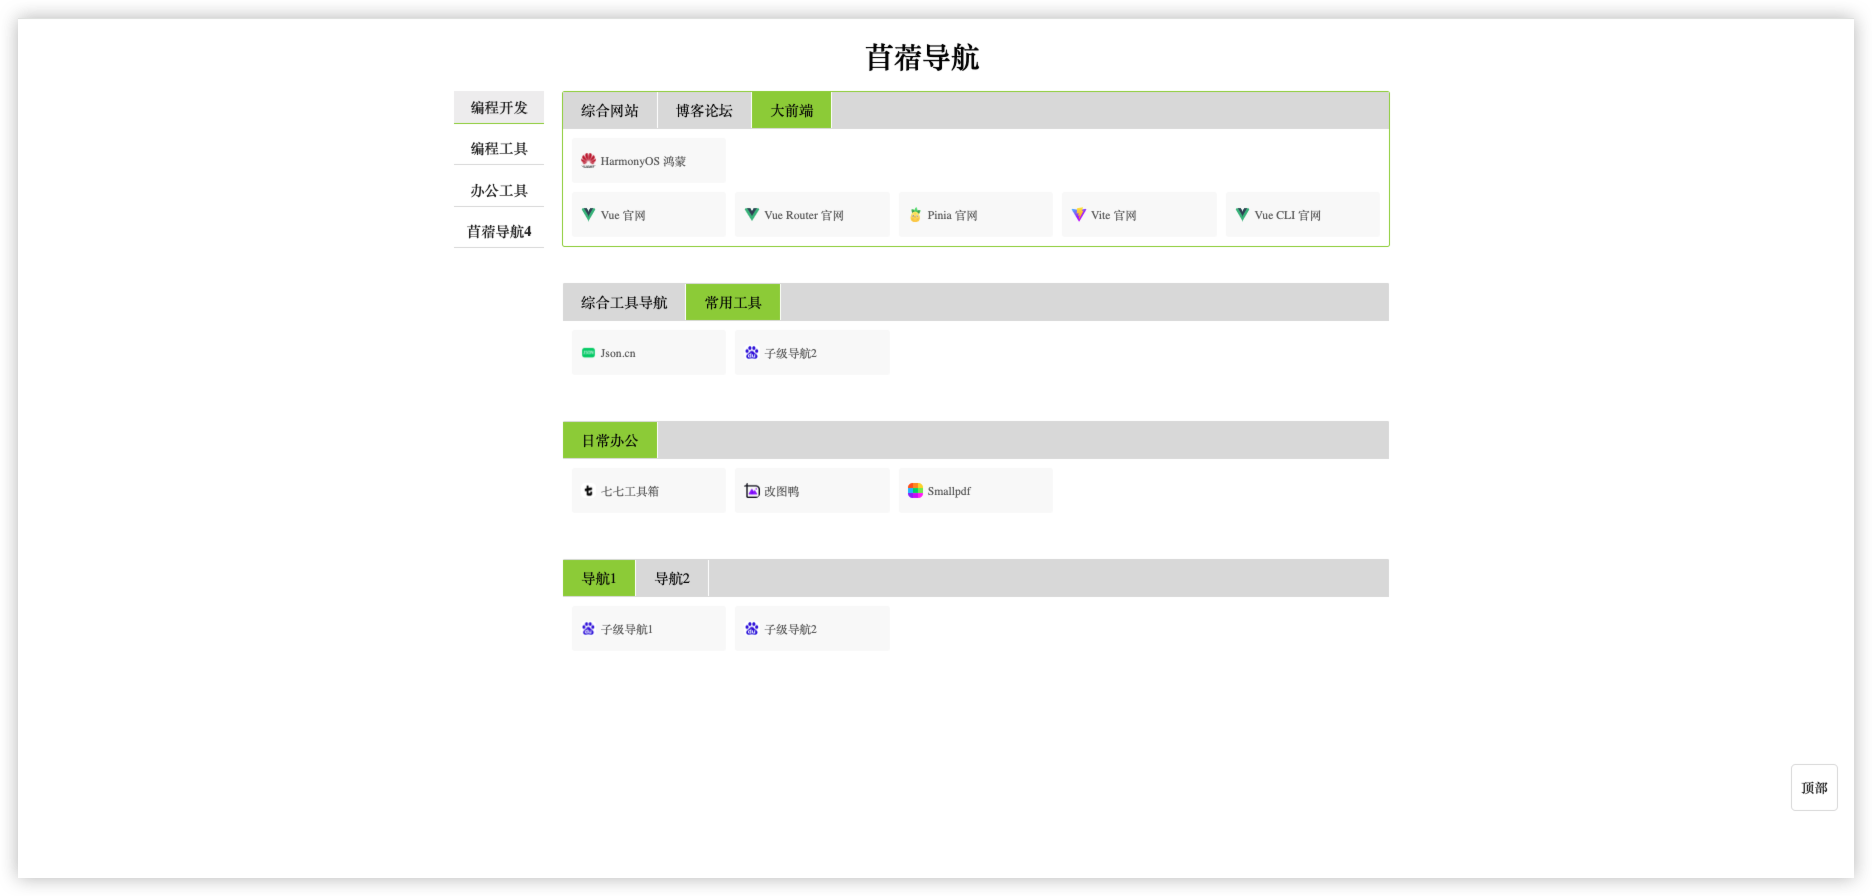 苜蓿导航
编程开发
编程工具
办公工具
苜蓿导航4
综合网站 博客论坛 大前端
HarmonyOS 鸿蒙
Vue 官网 Vue Router 官网 Pinia 官网 Vite 官网 Vue CLI 官网
综合工具导航 常用工具
Json.cn 子级导航2
日常办公
七七工具箱 改图鸭 Smallpdf
导航1 导航2
子级导航1 子级导航2
顶部